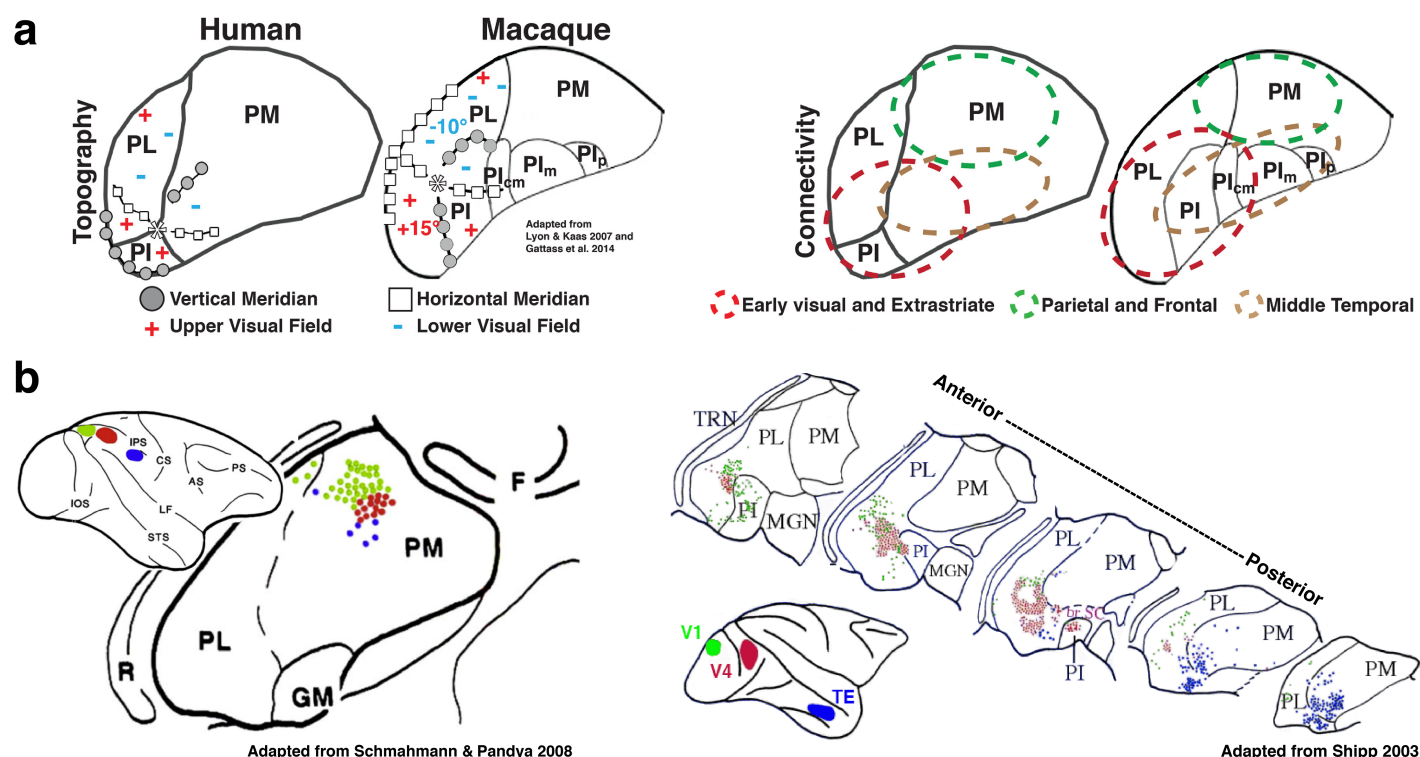 a
Human
Macaque
Topography
PL
PM
PI
+
-
-
+
-
+
PL
PM
-10°
PIcm
PIm
PIp
PI
+15°
+
-
-
-
+
+
Adapted from
Lyon & Kaas 2007 and
Gattass et al. 2014
Vertical Meridian
Horizontal Meridian
+ Upper Visual Field
- Lower Visual Field
Connectivity
PL
PM
PI
PL
PM
PI
PIcm
PIm
PIp
Early visual and Extrastriate
Parietal and Frontal
Middle Temporal
b
IPS
CS
PS
AS
IOS
LF
STS
F
PM
PL
R
GM
Adapted from Schmahmann & Pandya 2008
Anterior
Posterior
TRN
PL
PM
PI
MGN
PL
PM
PI
MGN
PL
PM
br SC
PI
PL
PM
PL
PM
V1
V4
TE
Adapted from Shipp 2003